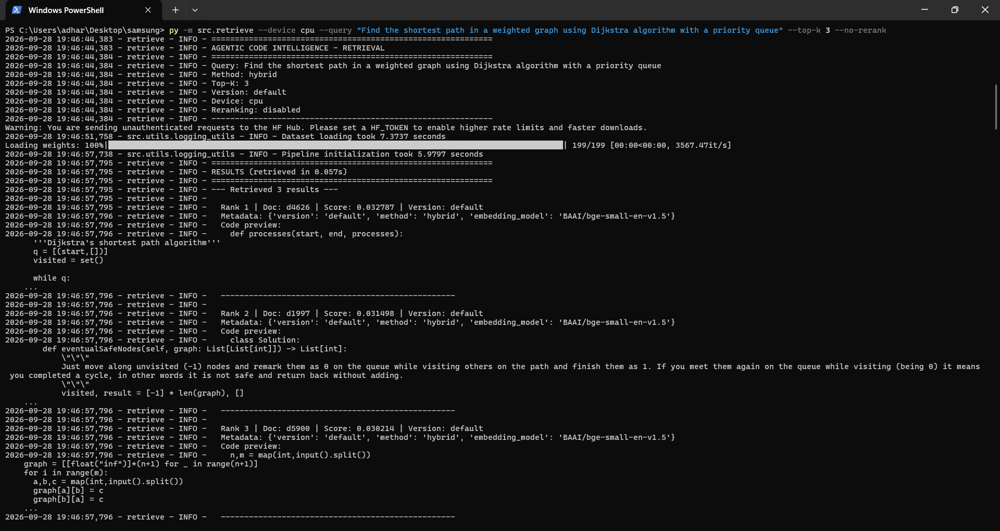 Windows PowerShell
PS C:\Users\adhar\Desktop\samsung> py -m src.retrieve --device cpu --query "Find the shortest path in a weighted graph using Dijkstra algorithm with a priority queue" --top-k 3 --no-rerank
2026-09-28 19:46:44,383 - retrieve - INFO - ============================================================
2026-09-28 19:46:44,383 - retrieve - INFO - AGENTIC CODE INTELLIGENCE - RETRIEVAL
2026-09-28 19:46:44,384 - retrieve - INFO - ============================================================
2026-09-28 19:46:44,384 - retrieve - INFO - Query: Find the shortest path in a weighted graph using Dijkstra algorithm with a priority queue
2026-09-28 19:46:44,384 - retrieve - INFO - Method: hybrid
2026-09-28 19:46:44,384 - retrieve - INFO - Top-K: 3
2026-09-28 19:46:44,384 - retrieve - INFO - Version: default
2026-09-28 19:46:44,384 - retrieve - INFO - Device: cpu
2026-09-28 19:46:44,384 - retrieve - INFO - Reranking: disabled
2026-09-28 19:46:44,384 - retrieve - INFO - ------------------------------------------------------------
Warning: You are sending unauthenticated requests to the HF Hub. Please set a HF_TOKEN to enable higher rate limits and faster downloads.
2026-09-28 19:46:51,758 - src.utils.logging_utils - INFO - Dataset loading took 7.3737 seconds
Loading weights: 100%|                    | 199/199 [00:00<00:00, 3567.47it/s]
2026-09-28 19:46:57,738 - src.utils.logging_utils - INFO - Pipeline initialization took 5.9797 seconds
2026-09-28 19:46:57,795 - retrieve - INFO - ============================================================
2026-09-28 19:46:57,795 - retrieve - INFO - RESULTS (retrieved in 0.057s)
2026-09-28 19:46:57,795 - retrieve - INFO - ============================================================
2026-09-28 19:46:57,795 - retrieve - INFO - --- Retrieved 3 results ---
2026-09-28 19:46:57,795 - retrieve - INFO -
2026-09-28 19:46:57,795 - retrieve - INFO -   Rank 1 | Doc: d4626 | Score: 0.032787 | Version: default
2026-09-28 19:46:57,796 - retrieve - INFO -   Metadata: {'version': 'default', 'method': 'hybrid', 'embedding_model': 'BAAI/bge-small-en-v1.5'}
2026-09-28 19:46:57,796 - retrieve - INFO -   Code preview:
2026-09-28 19:46:57,796 - retrieve - INFO -     def processes(start, end, processes):
      '''Dijkstra's shortest path algorithm'''
      q = [(start,[])]
      visited = set()

      while q:
    ...
2026-09-28 19:46:57,796 - retrieve - INFO -   --------------------------------------------------
2026-09-28 19:46:57,796 - retrieve - INFO -
2026-09-28 19:46:57,796 - retrieve - INFO -   Rank 2 | Doc: d1997 | Score: 0.031498 | Version: default
2026-09-28 19:46:57,796 - retrieve - INFO -   Metadata: {'version': 'default', 'method': 'hybrid', 'embedding_model': 'BAAI/bge-small-en-v1.5'}
2026-09-28 19:46:57,796 - retrieve - INFO -   Code preview:
2026-09-28 19:46:57,796 - retrieve - INFO -     class Solution:
        def eventualSafeNodes(self, graph: List[List[int]]) -> List[int]:
            \"\"\"
            Just move along unvisited (-1) nodes and remark them as 0 on the queue while visiting others on the path and finish them as 1. If you meet them again on the queue while visiting (being 0) it means
 you completed a cycle, in other words it is not safe and return back without adding.
            \"\"\"
            visited, result = [-1] * len(graph), []
    ...
2026-09-28 19:46:57,796 - retrieve - INFO -   --------------------------------------------------
2026-09-28 19:46:57,796 - retrieve - INFO -
2026-09-28 19:46:57,796 - retrieve - INFO -   Rank 3 | Doc: d5900 | Score: 0.030214 | Version: default
2026-09-28 19:46:57,796 - retrieve - INFO -   Metadata: {'version': 'default', 'method': 'hybrid', 'embedding_model': 'BAAI/bge-small-en-v1.5'}
2026-09-28 19:46:57,796 - retrieve - INFO -   Code preview:
2026-09-28 19:46:57,796 - retrieve - INFO -     n,m = map(int,input().split())
    graph = [[float("inf")]*(n+1) for _ in range(n+1)]
    for i in range(m):
      a,b,c = map(int,input().split())
      graph[a][b] = c
      graph[b][a] = c
    ...
2026-09-28 19:46:57,796 - retrieve - INFO -   --------------------------------------------------